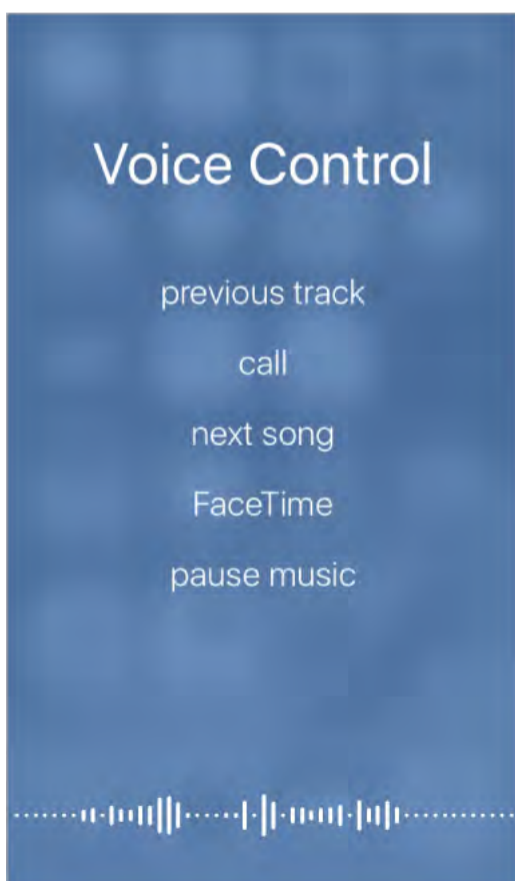 Voice Control
previous track
call
next song
FaceTime
pause music